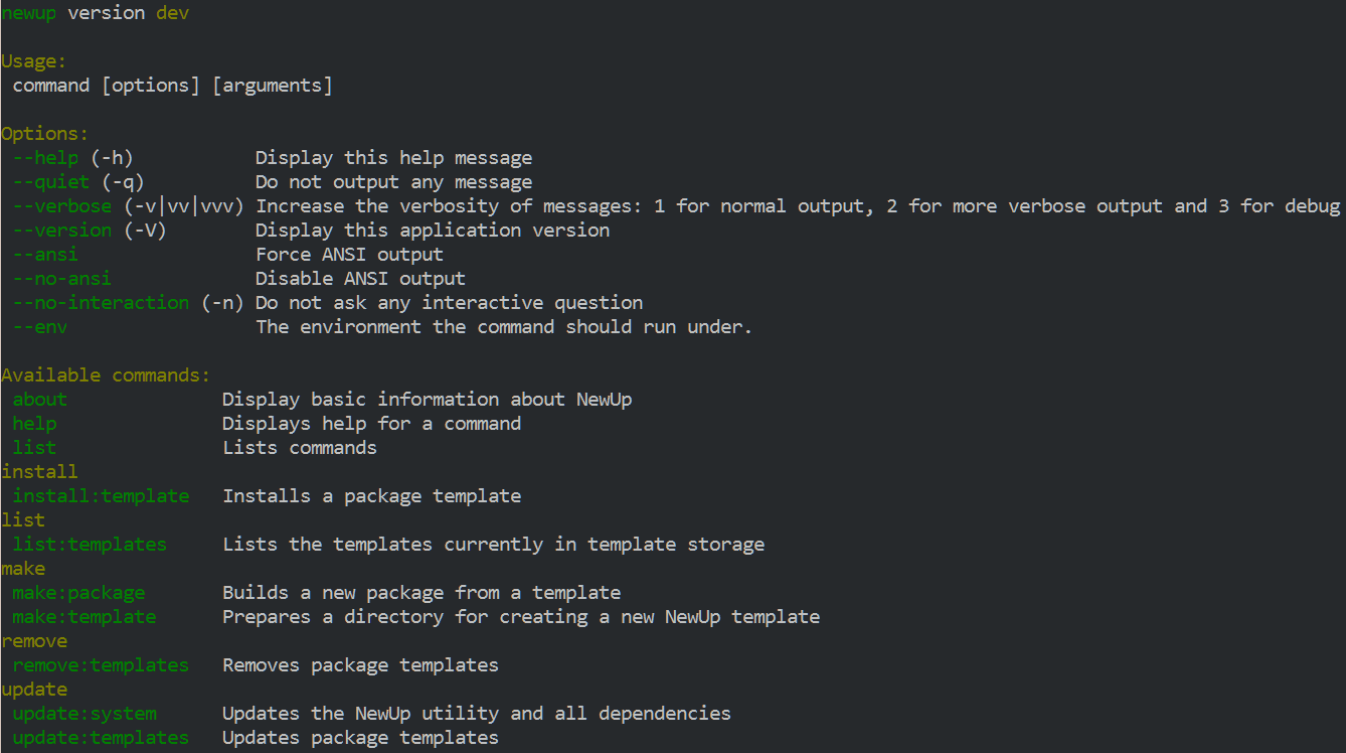 newup version dev
Usage:
 command [options] [arguments]
Options:
 --help (-h)           Display this help message
 --quiet (-q)          Do not output any message
 --verbose (-v|vv|vvv) Increase the verbosity of messages: 1 for normal output, 2 for more verbose output and 3 for debug
 --version (-V)        Display this application version
 --ansi                Force ANSI output
 --no-ansi             Disable ANSI output
 --no-interaction (-n) Do not ask any interactive question
 --env                 The environment the command should run under.
Available commands:
 about              Display basic information about NewUp
 help               Displays help for a command
 list               Lists commands
install
 install:template   Installs a package template
list
 list:templates     Lists the templates currently in template storage
make
 make:package       Builds a new package from a template
 make:template      Prepares a directory for creating a new NewUp template
remove
 remove:templates   Removes package templates
update
 update:system      Updates the NewUp utility and all dependencies
 update:templates   Updates package templates